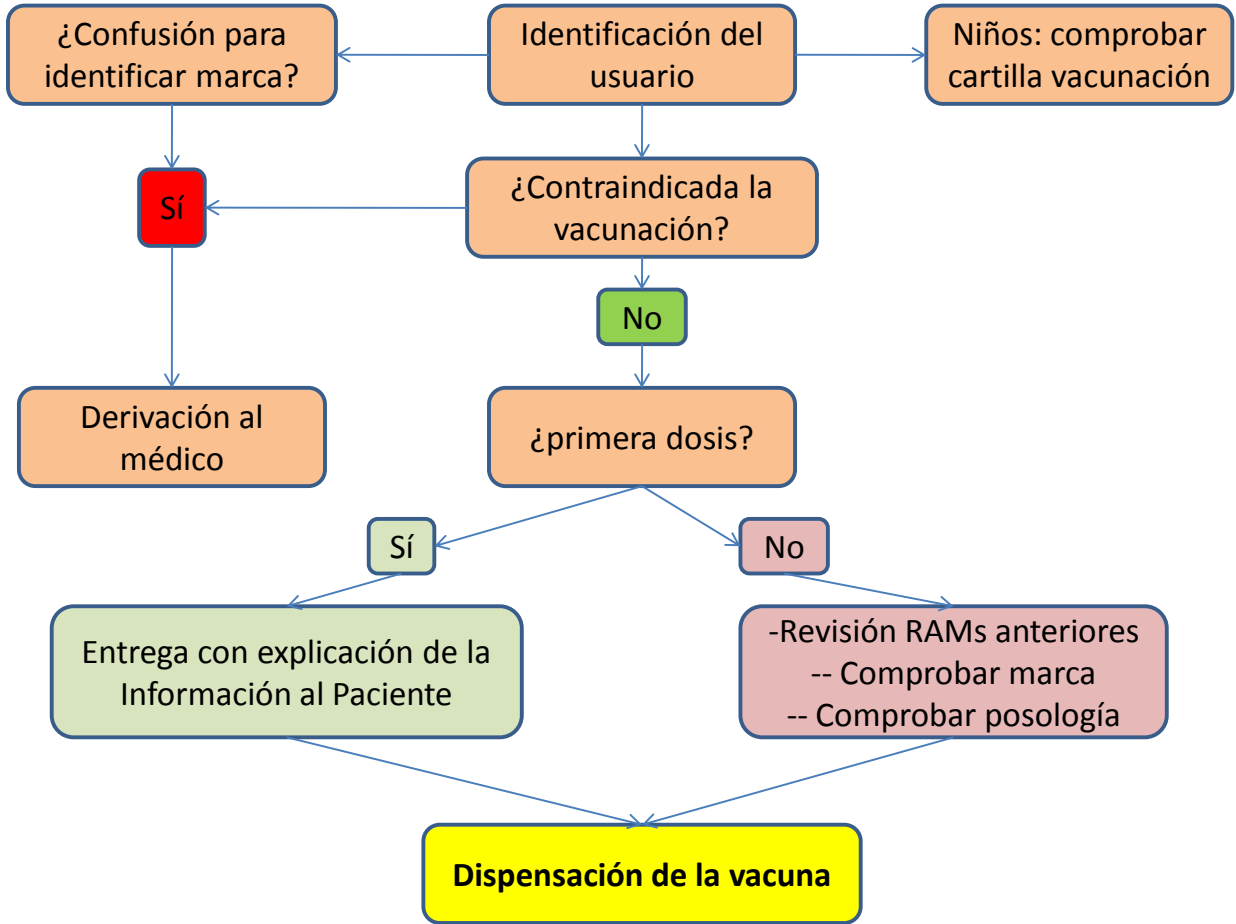 ¿Confusión para
identificar marca?
Identificación del
usuario
Niños: comprobar
cartilla vacunación
Sí
¿Contraindicada la
vacunación?
No
Derivación al
médico
¿primera dosis?
Sí
No
Entrega con explicación de la
Información al Paciente
-Revisión RAMs anteriores
-- Comprobar marca
-- Comprobar posología
Dispensación de la vacuna